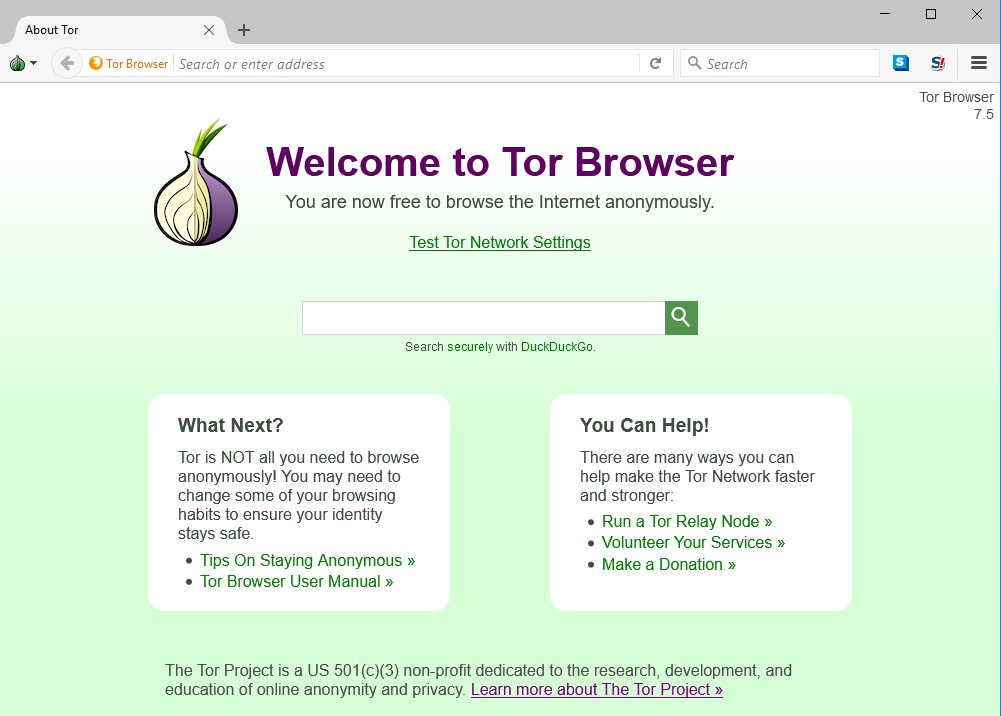 About Tor
Tor Browser Search or enter address Search S S!
Tor Browser
7.5
Welcome to Tor Browser
You are now free to browse the Internet anonymously.
Test Tor Network Settings
Search securely with DuckDuckGo.
What Next?
Tor is NOT all you need to browse
anonymously! You may need to
change some of your browsing
habits to ensure your identity
stays safe.
• Tips On Staying Anonymous »
• Tor Browser User Manual »
You Can Help!
There are many ways you can
help make the Tor Network faster
and stronger:
• Run a Tor Relay Node »
• Volunteer Your Services »
• Make a Donation »
The Tor Project is a US 501(c)(3) non-profit dedicated to the research, development, and
education of online anonymity and privacy. Learn more about The Tor Project »